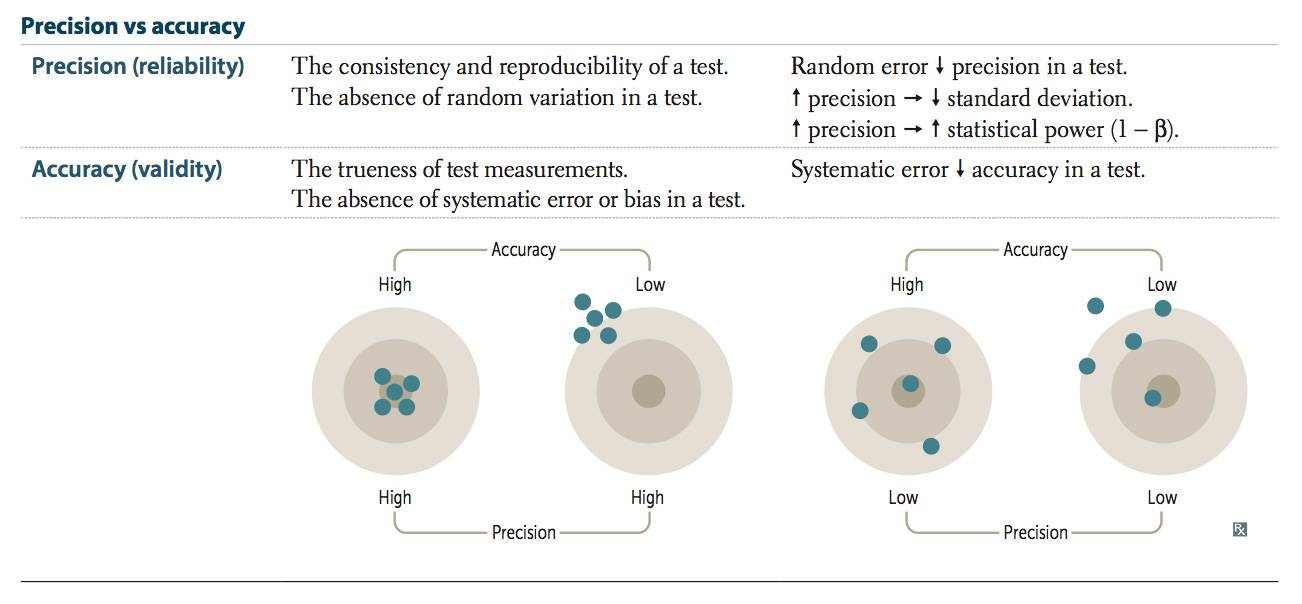 Precision vs accuracy
Precision (reliability)
The consistency and reproducibility of a test.
The absence of random variation in a test.
Random error ↓ precision in a test.
↑ precision → ↓ standard deviation.
↑ precision → ↑ statistical power (1 – β).
Accuracy (validity)
The trueness of test measurements.
The absence of systematic error or bias in a test.
Systematic error ↓ accuracy in a test.
Accuracy
High
Low
High
High
Precision
Accuracy
High
Low
Low
Low
Precision
Rx